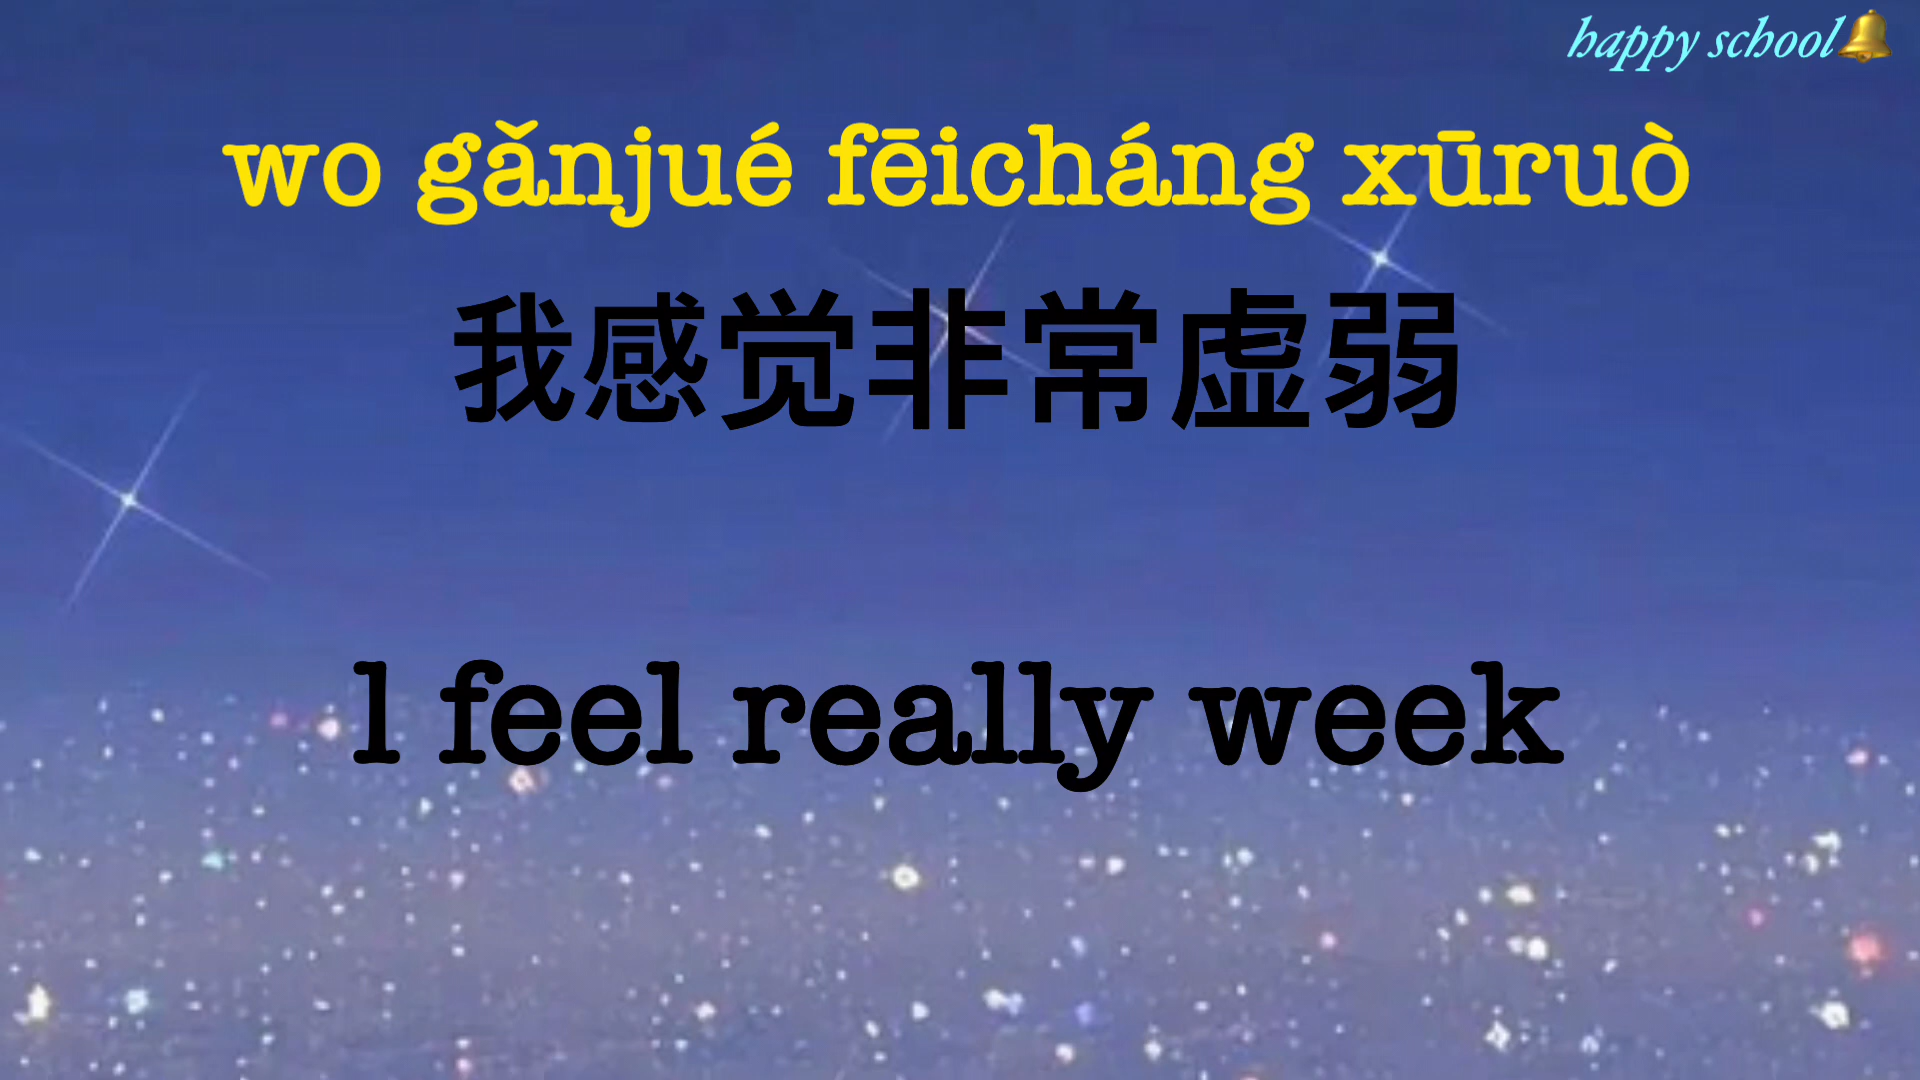 happy school🔔
wo gǎnjué fēicháng xūruò
我感觉非常虚弱
l feel really week